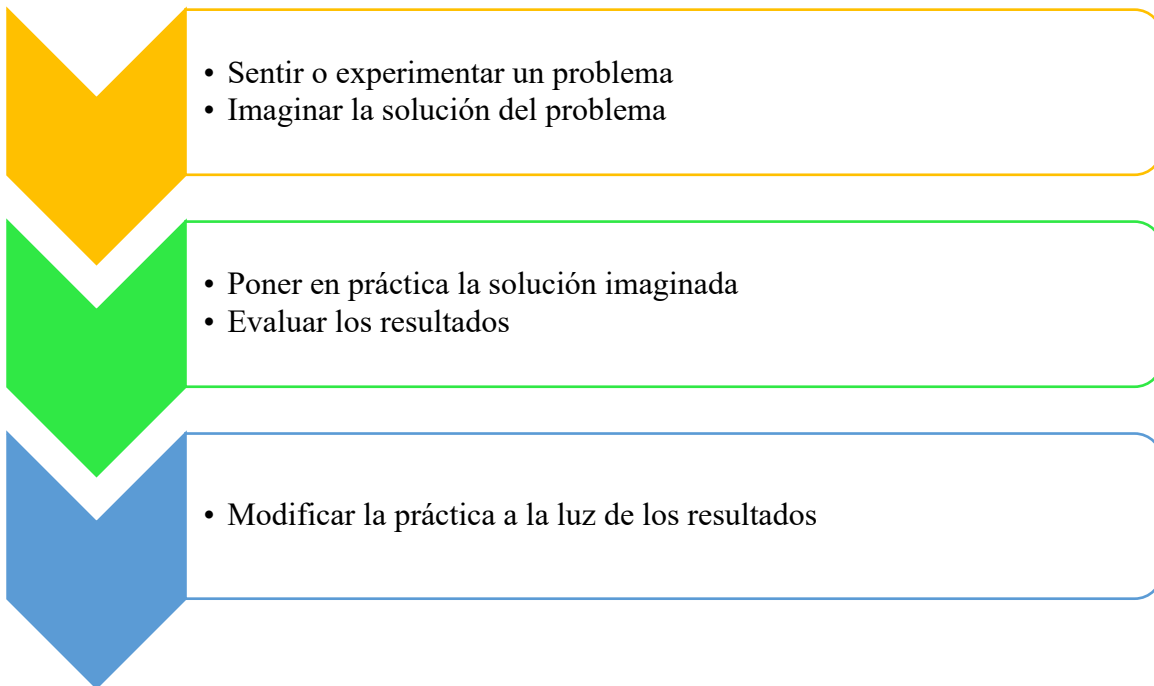 • Sentir o experimentar un problema
• Imaginar la solución del problema
• Poner en práctica la solución imaginada
• Evaluar los resultados
• Modificar la práctica a la luz de los resultados